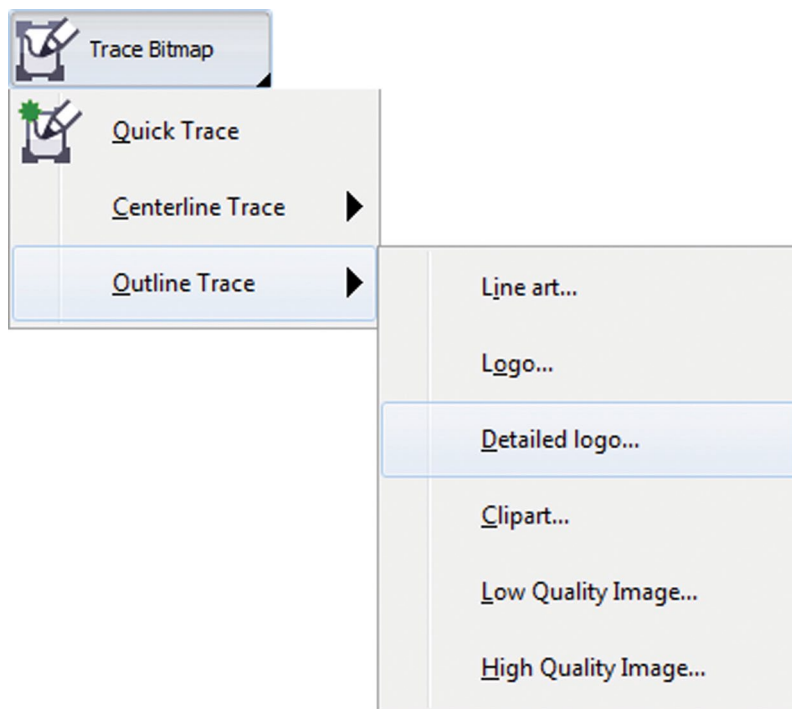 Trace Bitmap
Quick Trace
Centerline Trace
Outline Trace
Line art...
Logo...
Detailed logo...
Clipart...
Low Quality Image...
High Quality Image...